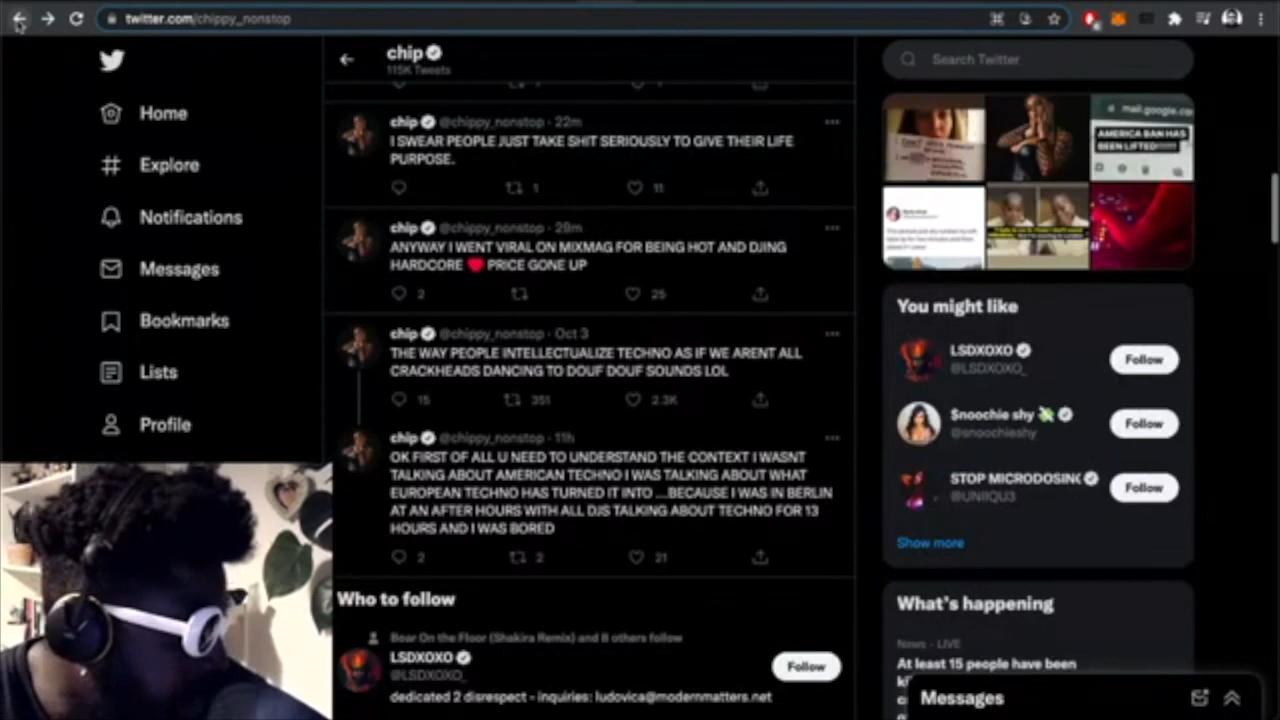 twitter.com/chippy_nonstop
Home
Explore
Notifications
Messages
Bookmarks
Lists
Profile
chip
115K Tweets
chip @chippy_nonstop · 22m
I SWEAR PEOPLE JUST TAKE SHIT SERIOUSLY TO GIVE THEIR LIFE
PURPOSE.
1 11
chip @chippy_nonstop · 29m
ANYWAY I WENT VIRAL ON MIXMAG FOR BEING HOT AND DJING
HARDCORE ♥️ PRICE GONE UP
2 25
chip @chippy_nonstop · Oct 3
THE WAY PEOPLE INTELLECTUALIZE TECHNO AS IF WE ARENT ALL
CRACKHEADS DANCING TO DOUF DOUF SOUNDS LOL
15 351 2.3K
chip @chippy_nonstop · 11h
OK FIRST OF ALL U NEED TO UNDERSTAND THE CONTEXT I WASNT
TALKING ABOUT AMERICAN TECHNO I WAS TALKING ABOUT WHAT
EUROPEAN TECHNO HAS TURNED IT INTO ....BECAUSE I WAS IN BERLIN
AT AN AFTER HOURS WITH ALL DJS TALKING ABOUT TECHNO FOR 13
HOURS AND I WAS BORED
2 2 21
Who to follow
Boar On the Floor (Shakira Remix) and 8 others follow
LSDXOXO
@LSDXOXO_
Follow
dedicated 2 disrespect - inquiries: ludovica@modernmatters.net
Search Twitter
mail.google.co
AMERICA BAN HAS
BEEN LIFTED!!!!!!
You might like
LSDXOXO
@LSDXOXO_
Follow
$noochie shy
@snoochieshy
Follow
STOP MICRODOSING
@UNIIQU3
Follow
Show more
What's happening
News · LIVE
At least 15 people have been
Messages